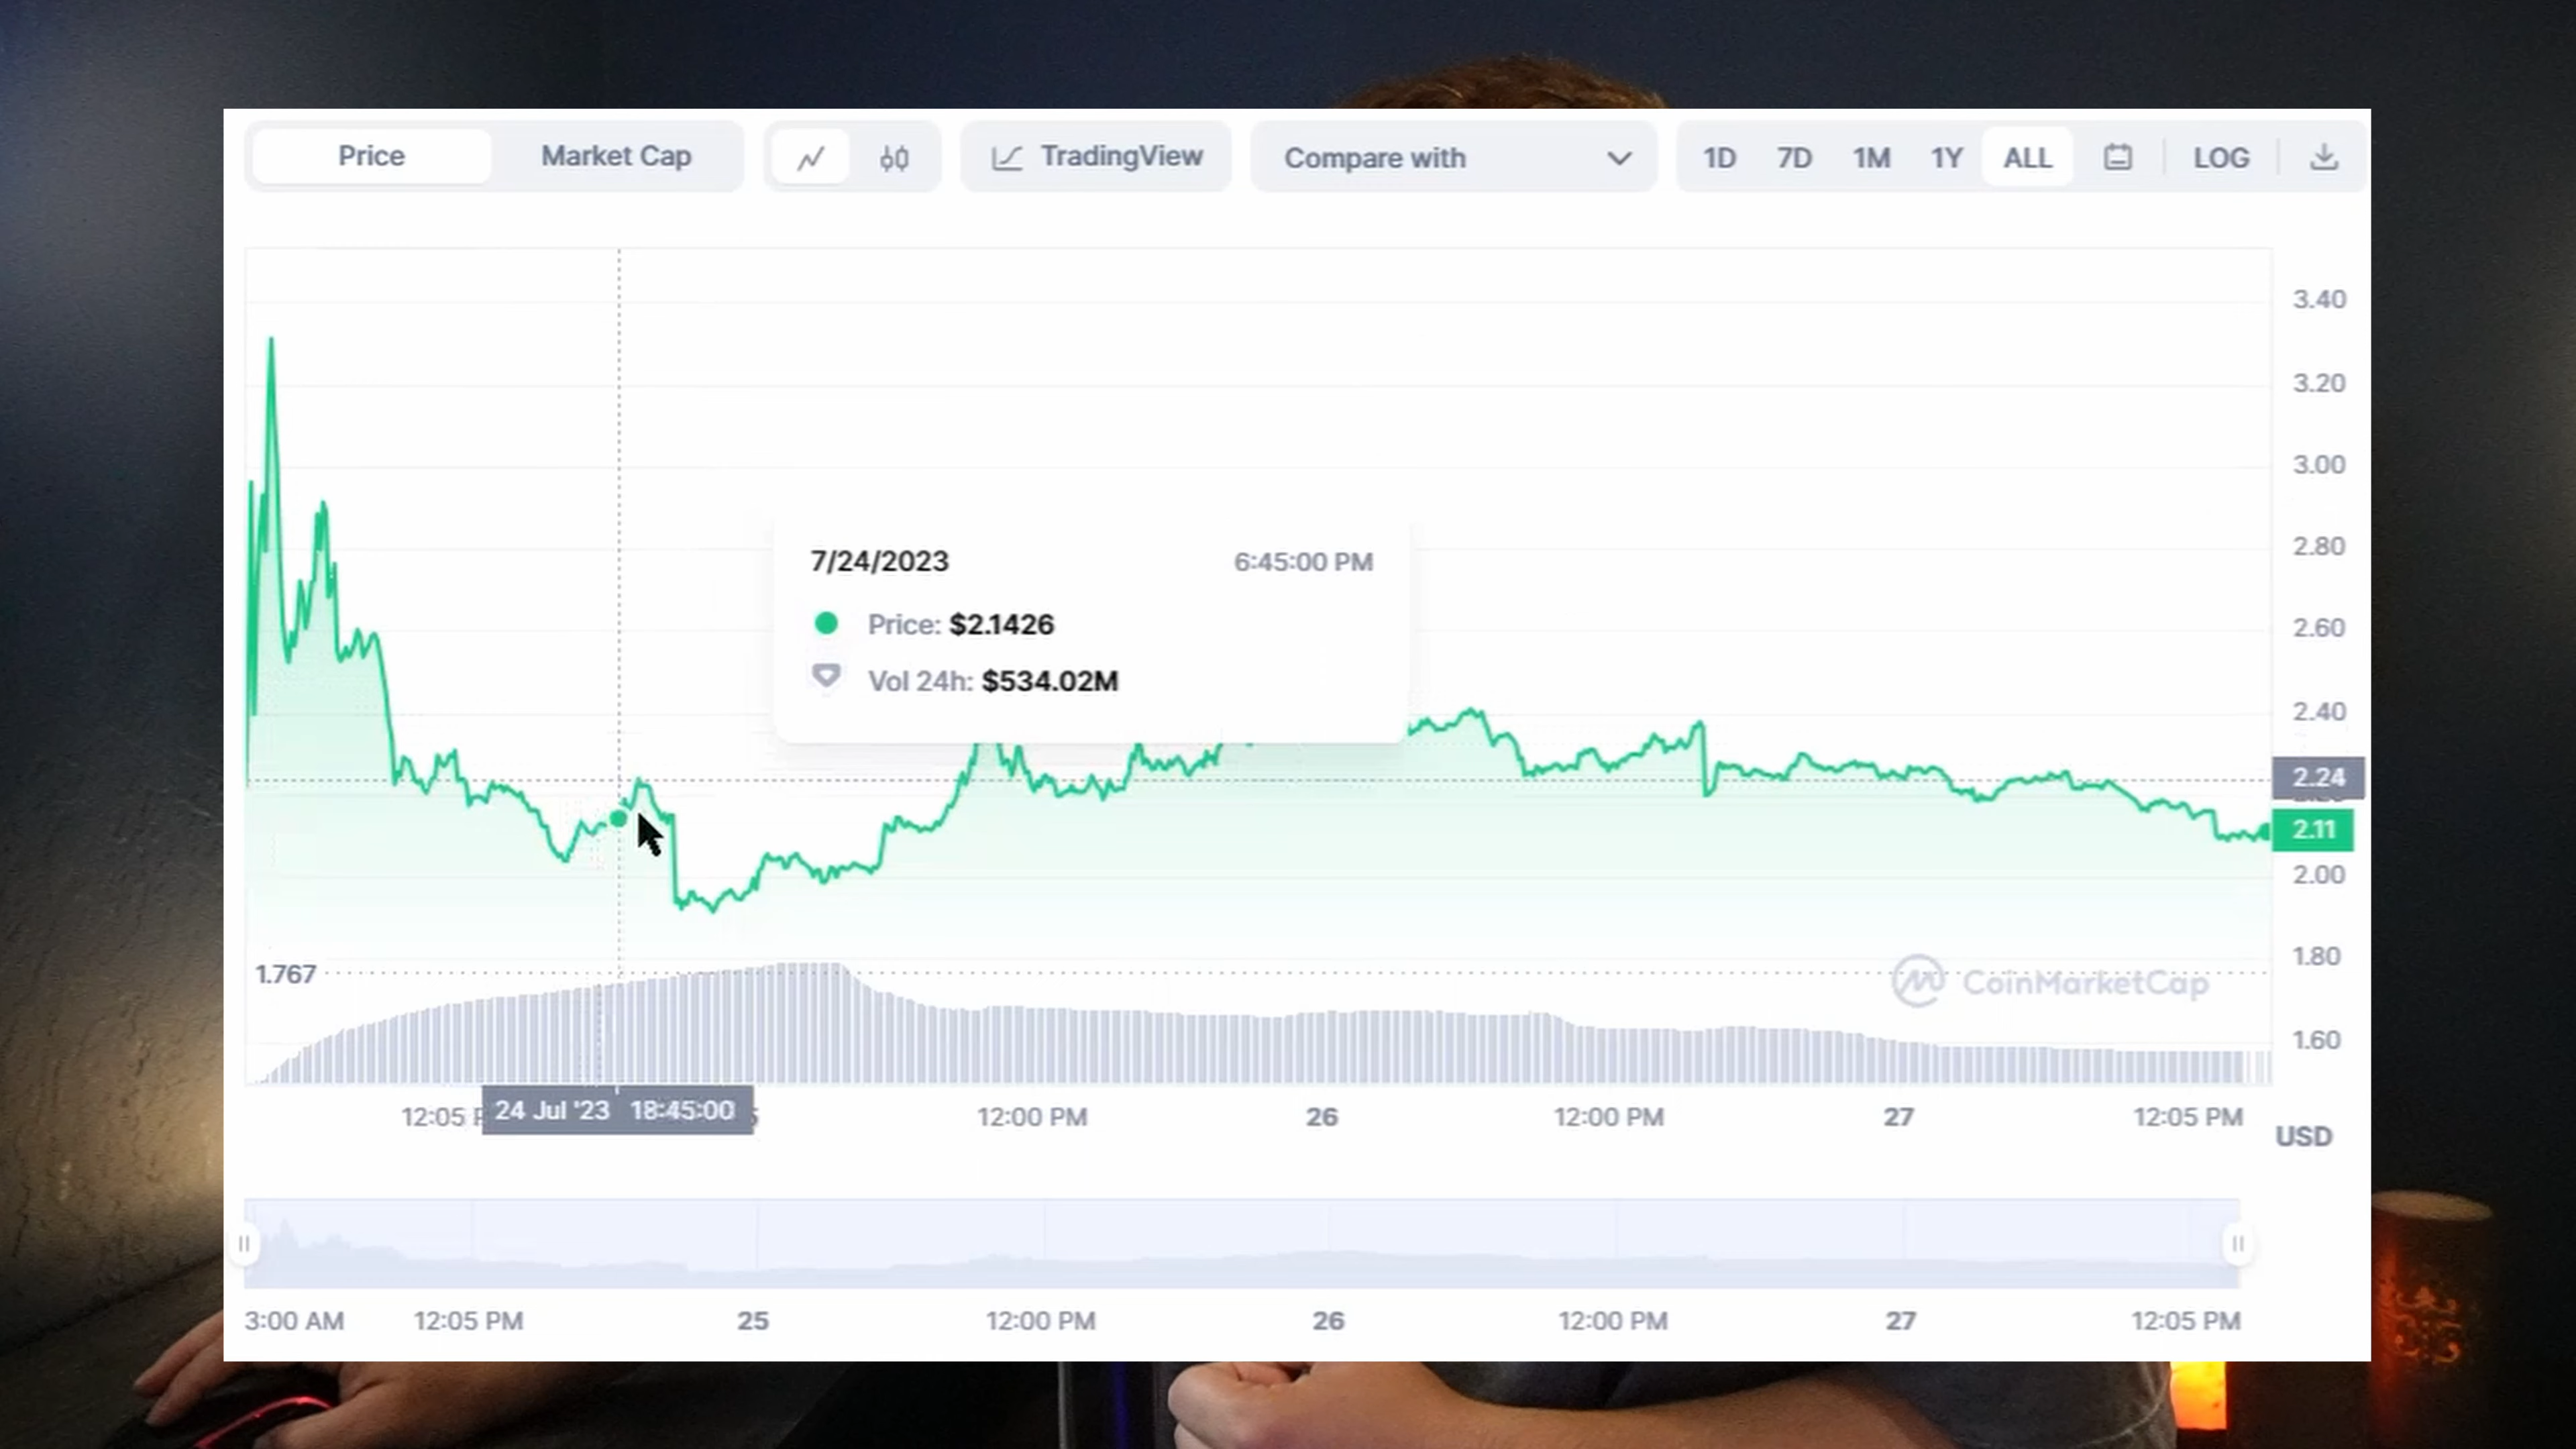 Price Market Cap TradingView Compare with 1D 7D 1M 1Y ALL LOG
3.40
3.20
3.00
2.80
2.60
2.40
2.24
2.11
2.00
1.80
1.60
7/24/2023 6:45:00 PM
Price: $2.1426
Vol 24h: $534.02M
1.767
CoinMarketCap
12:05 24 Jul '23 18:45:00 12:00 PM 26 12:00 PM 27 12:05 PM
USD
3:00 AM 12:05 PM 25 12:00 PM 26 12:00 PM 27 12:05 PM